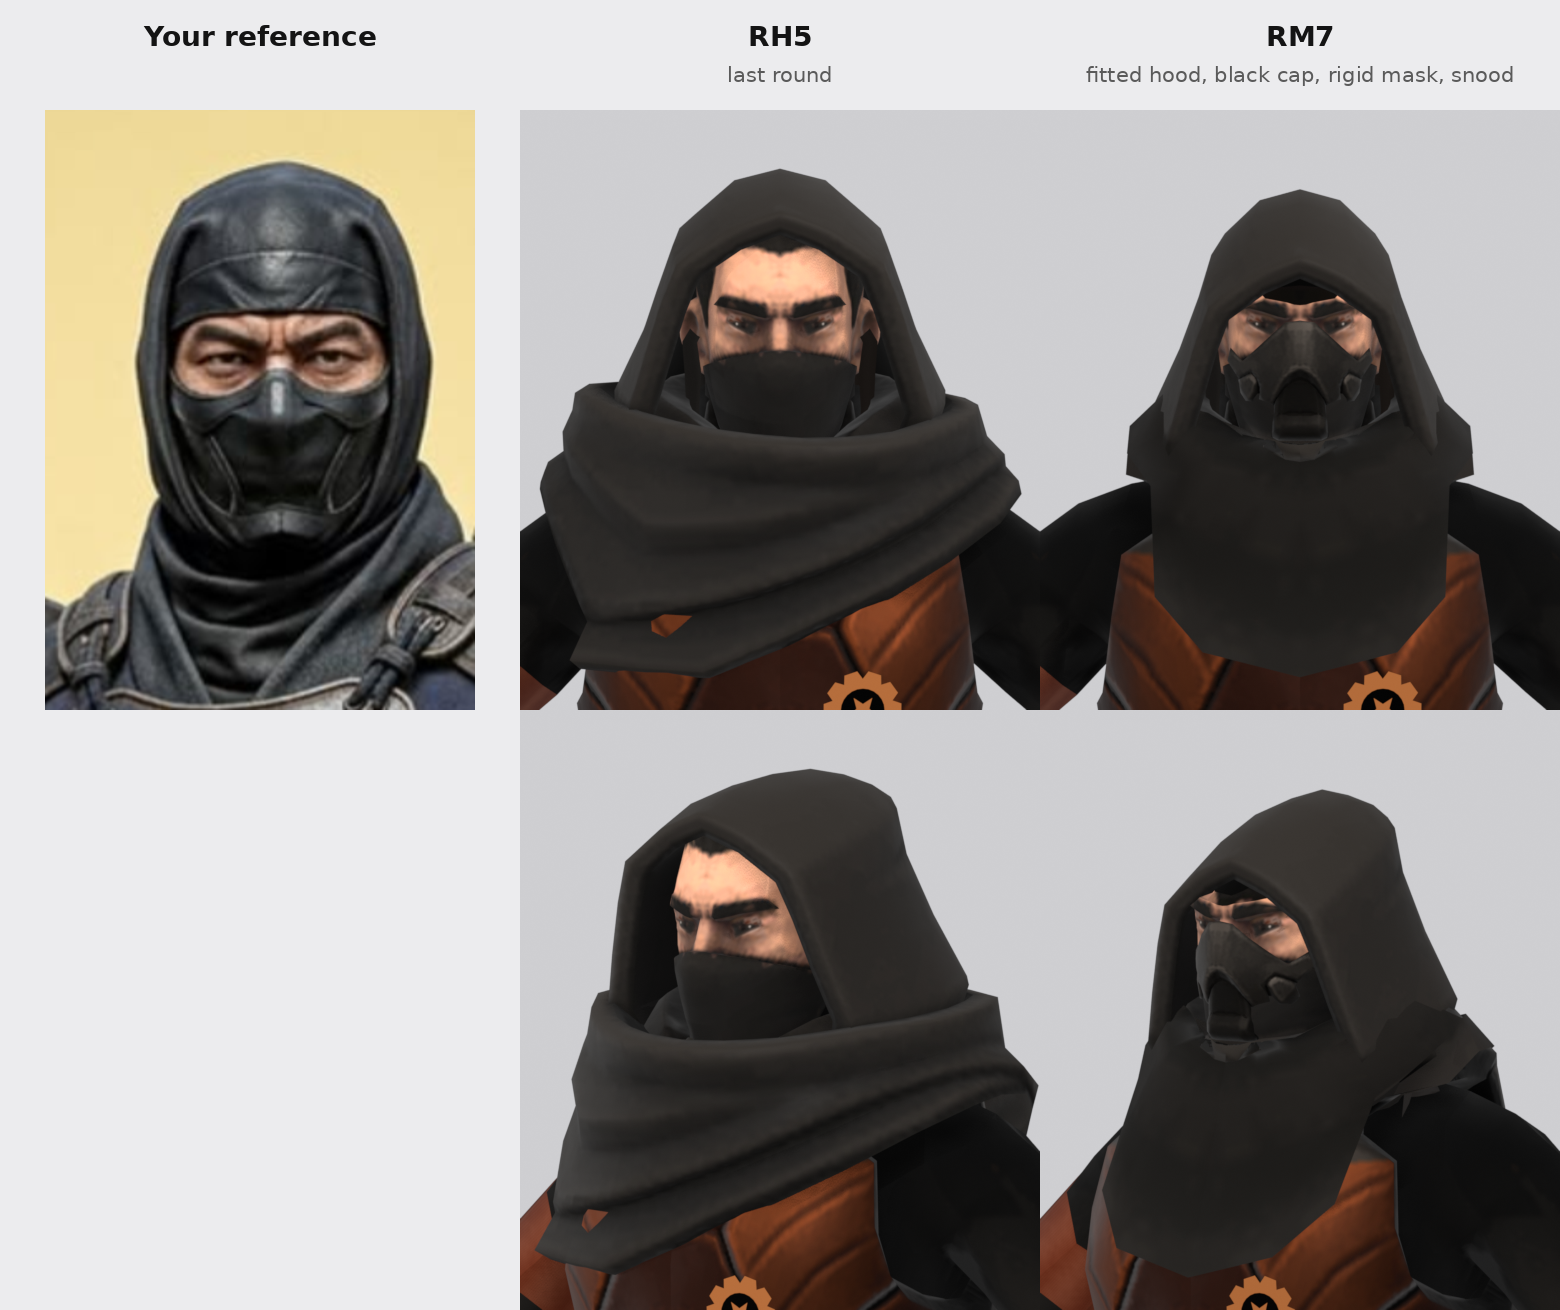 Your reference
RH5
last round
RM7
fitted hood, black cap, rigid mask, snood